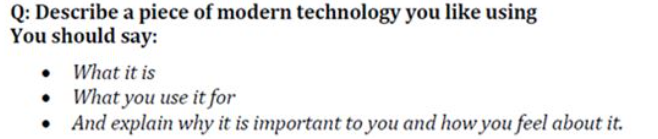 Q: Describe a piece of modern technology you like using
You should say:
• What it is
• What you use it for
• And explain why it is important to you and how you feel about it.